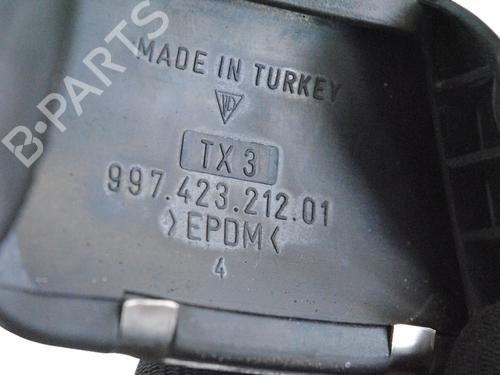 B-PARTS
MADE IN TURKEY
TX 3
997.423.212.01
>EPDM<
4